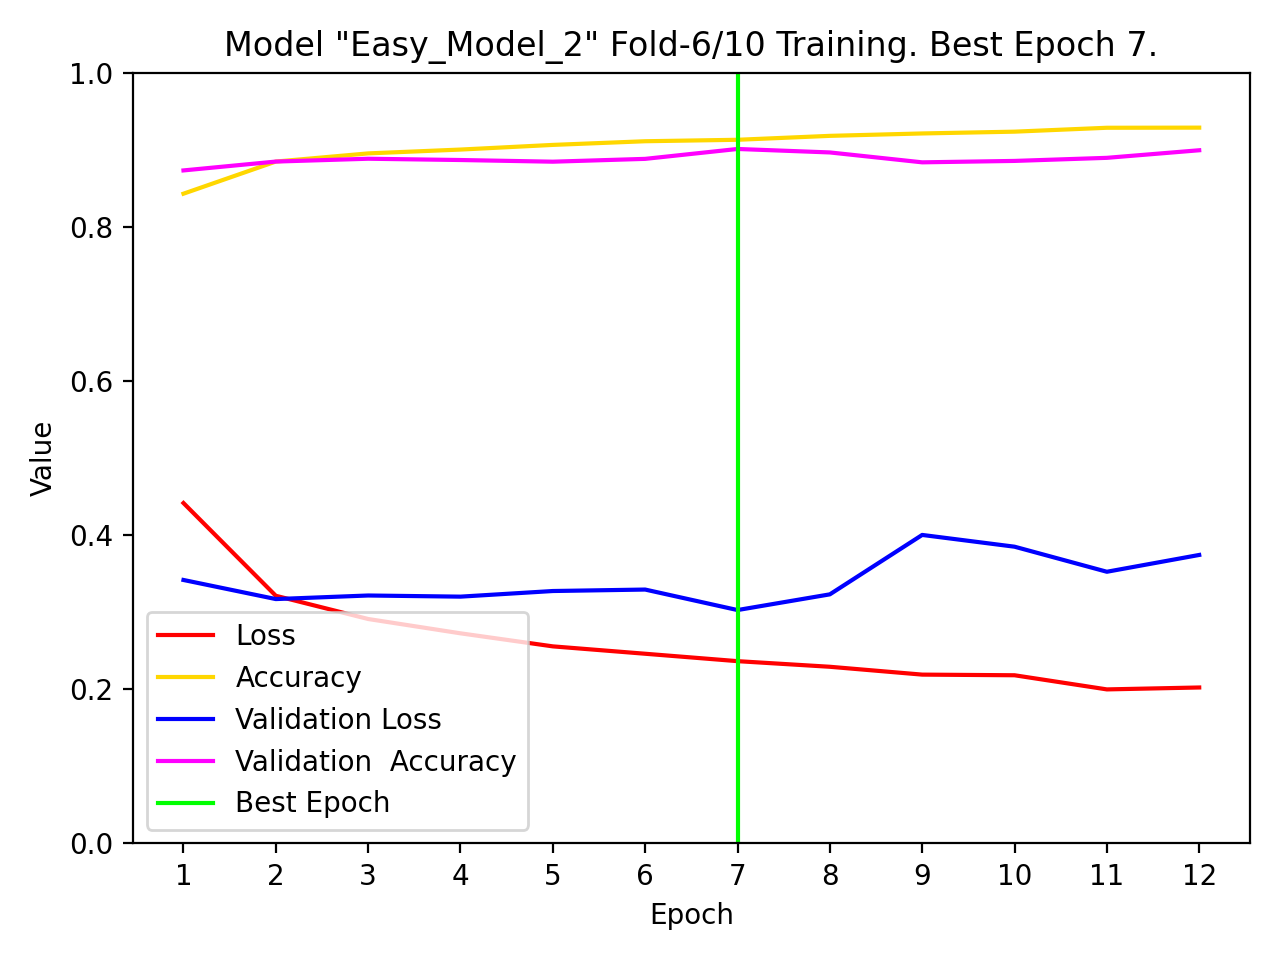 Model "Easy_Model_2" Fold-6/10 Training. Best Epoch 7.
1.0
0.8
0.6
0.4
0.2
0.0
Value
Loss
Accuracy
Validation Loss
Validation  Accuracy
Best Epoch
1 2 3 4 5 6 7 8 9 10 11 12
Epoch